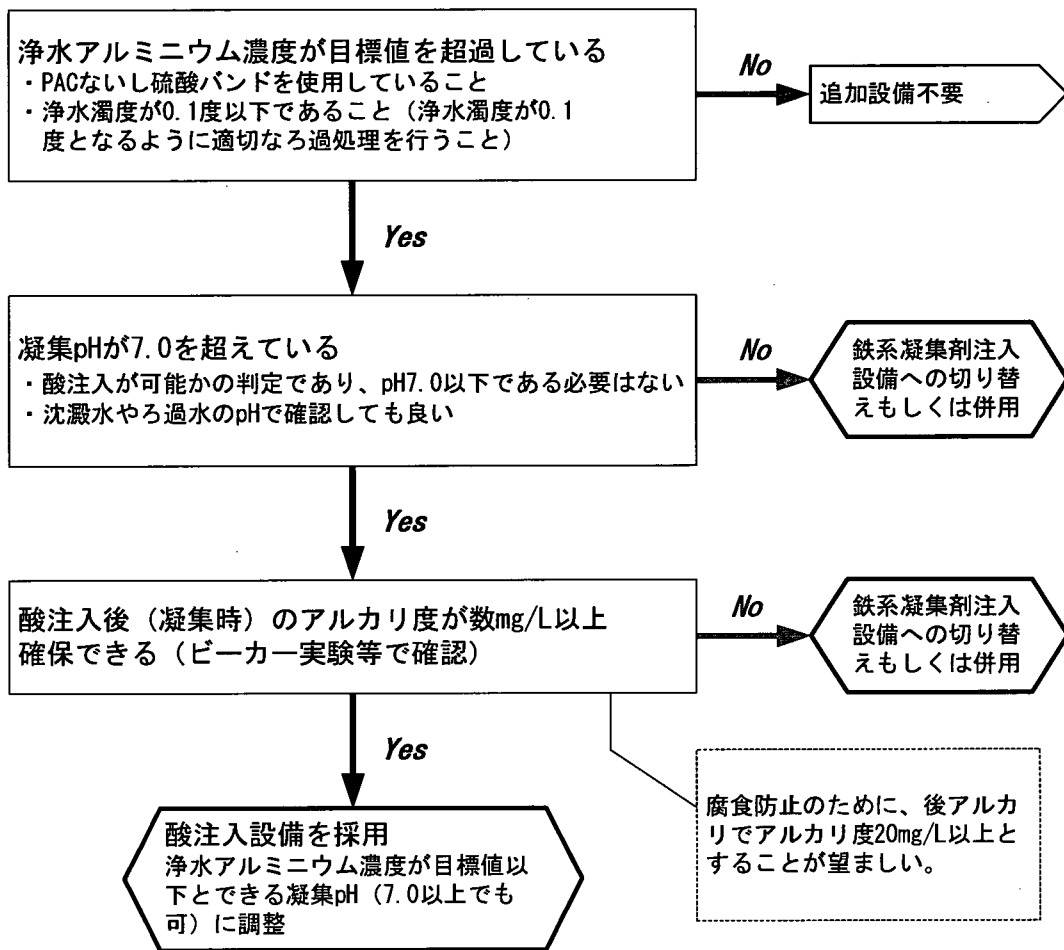 浄水アルミニウム濃度が目標値を超過している
・PACないし硫酸バンドを使用していること
・浄水濁度が0.1度以下であること（浄水濁度が0.1
度となるように適切なろ過処理を行うこと）
No
追加設備不要
Yes
凝集pHが7.0を超えている
・酸注入が可能かの判定であり、pH7.0以下である必要はない
・沈澱水やろ過水のpHで確認しても良い
No
鉄系凝集剤注入
設備への切り替
えもしくは併用
Yes
酸注入後（凝集時）のアルカリ度が数mg/L以上
確保できる（ビーカー実験等で確認）
No
鉄系凝集剤注入
設備への切り替
えもしくは併用
Yes
腐食防止のために、後アルカ
リでアルカリ度20mg/L以上と
することが望ましい。
酸注入設備を採用
浄水アルミニウム濃度が目標値以
下とできる凝集pH（7.0以上でも
可）に調整